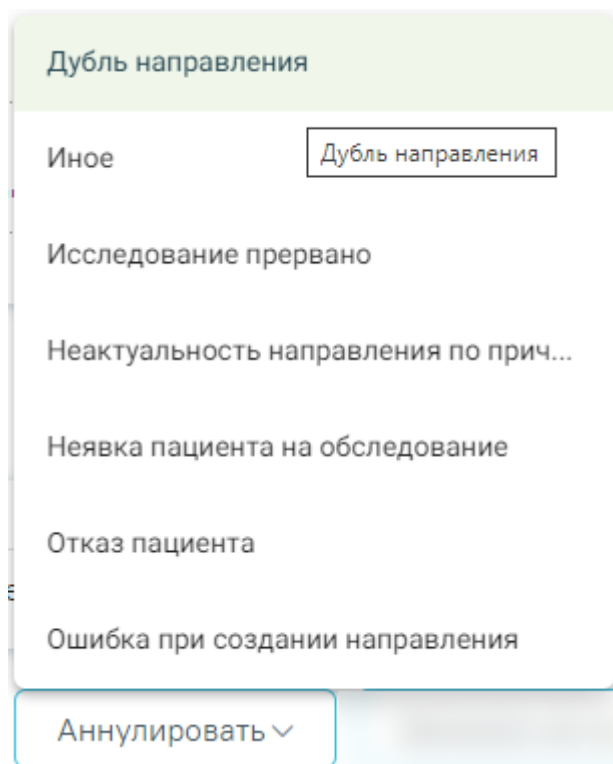 Дубль направления
Иное
Дубль направления
Исследование прервано
Неактуальность направления по прич...
Неявка пациента на обследование
Отказ пациента
Ошибка при создании направления
Аннулировать